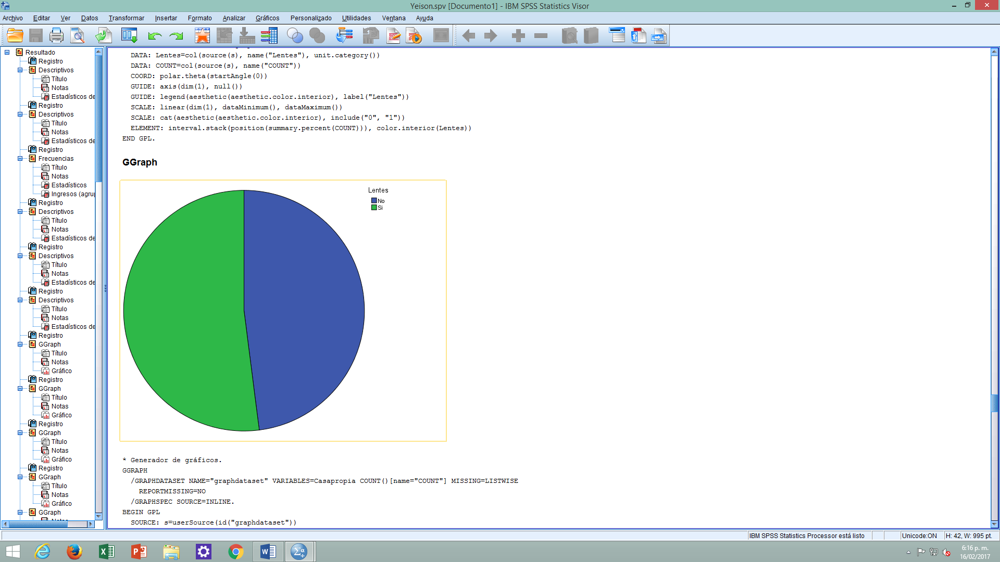 Yeison.spv [Documento1] - IBM SPSS Statistics Visor
Archivo Editar Ver Datos Transformar Insertar Formato Analizar Gráficos Personalizado Utilidades Ventana Ayuda
Resultado
Registro
Descriptivos
Título
Notas
Estadísticos de
Registro
Descriptivos
Título
Notas
Estadísticos de
Registro
Frecuencias
Título
Notas
Estadísticos
Ingresos (agru
Registro
Descriptivos
Título
Notas
Estadísticos de
Registro
Descriptivos
Título
Notas
Estadísticos de
Registro
Descriptivos
Título
Notas
Estadísticos de
Registro
GGraph
Título
Notas
Gráfico
Registro
GGraph
Título
Notas
Gráfico
Registro
GGraph
Título
Notas
Gráfico
Registro
GGraph
Título
Notas
Gráfico
GGraph
DATA: Lentes=col(source(s), name("Lentes"), unit.category())
DATA: COUNT=col(source(s), name("COUNT"))
COORD: polar.theta(startAngle(0))
GUIDE: axis(dim(1), null())
GUIDE: legend(aesthetic(aesthetic.color.interior), label("Lentes"))
SCALE: linear(dim(1), dataMinimum(), dataMaximum())
SCALE: cat(aesthetic(aesthetic.color.interior), include("0", "1"))
ELEMENT: interval.stack(position(summary.percent(COUNT))), color.interior(Lentes))
END GPL.
GGraph
Lentes
No
Si
* Generador de gráficos.
GGRAPH
/GRAPHDATASET NAME="graphdataset" VARIABLES=Casapropia COUNT()[name="COUNT"] MISSING=LISTWISE
REPORTMISSING=NO
/GRAPHSPEC SOURCE=INLINE.
BEGIN GPL
SOURCE: s=userSource(id("graphdataset"))
IBM SPSS Statistics Processor está listo Unicode:ON H: 42, W: 995 pt.
6:16 p. m.
16/02/2017